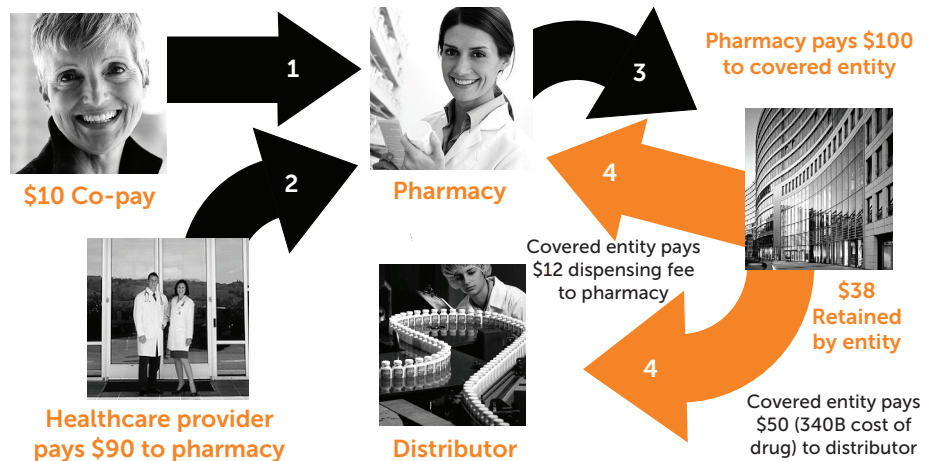 1
3
Pharmacy pays $100
to covered entity
$10 Co-pay
2
Pharmacy
4
Covered entity pays
$12 dispensing fee
to pharmacy
$38
Retained
by entity
4
Healthcare provider
pays $90 to pharmacy
Distributor
Covered entity pays
$50 (340B cost of
drug) to distributor